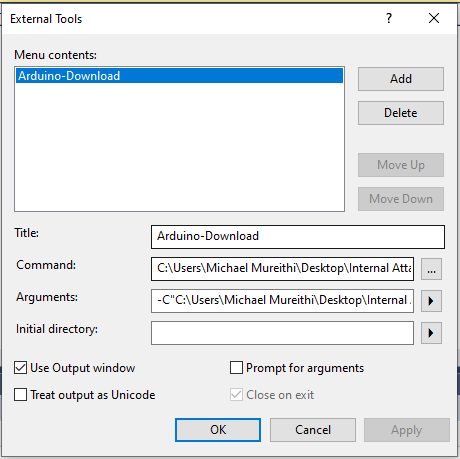 External Tools
Menu contents:
Arduino-Download
Add
Delete
Move Up
Move Down
Title:
Arduino-Download
Command:
C:\Users\Michael Mureithi\Desktop\Internal Atta
...
Arguments:
-C"C:\Users\Michael Mureithi\Desktop\Internal
Initial directory:
Use Output window
Prompt for arguments
Treat output as Unicode
Close on exit
OK
Cancel
Apply